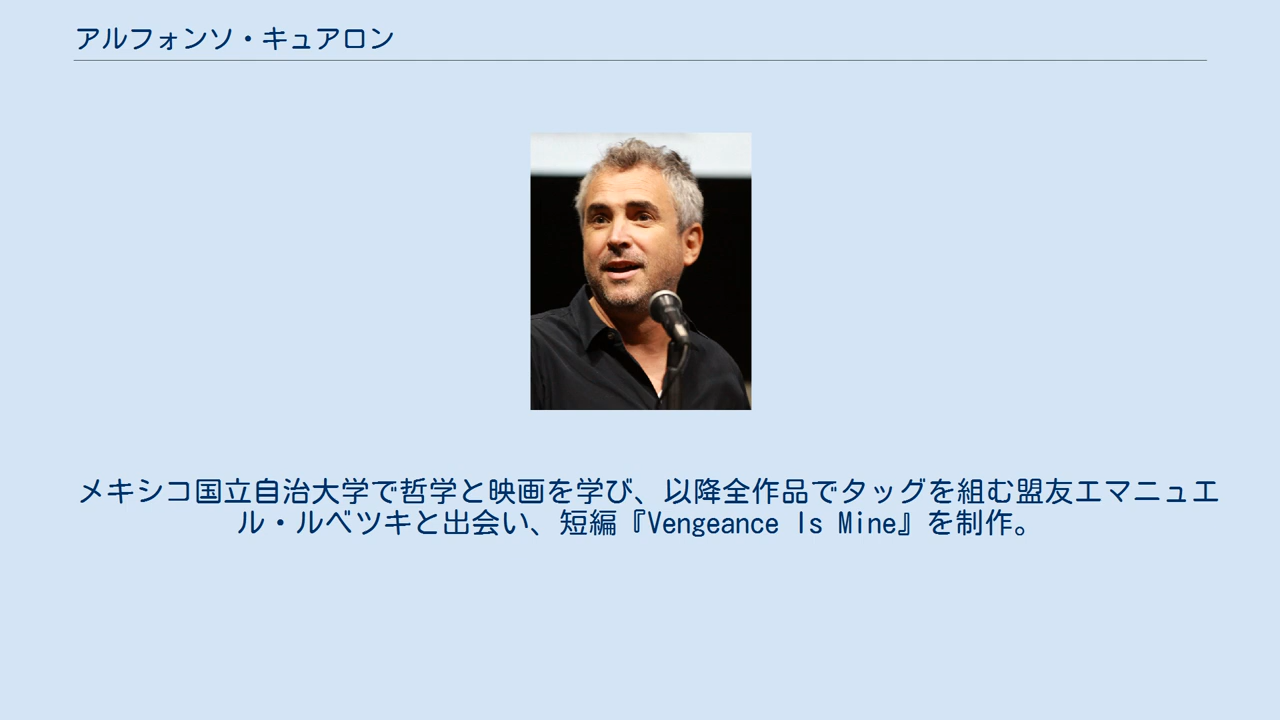 アルフォンソ・キュアロン
メキシコ国立自治大学で哲学と映画を学び、以降全作品でタッグを組む盟友エマニュエ
ル・ルベツキと出会い、短編『Vengeance Is Mine』を制作。